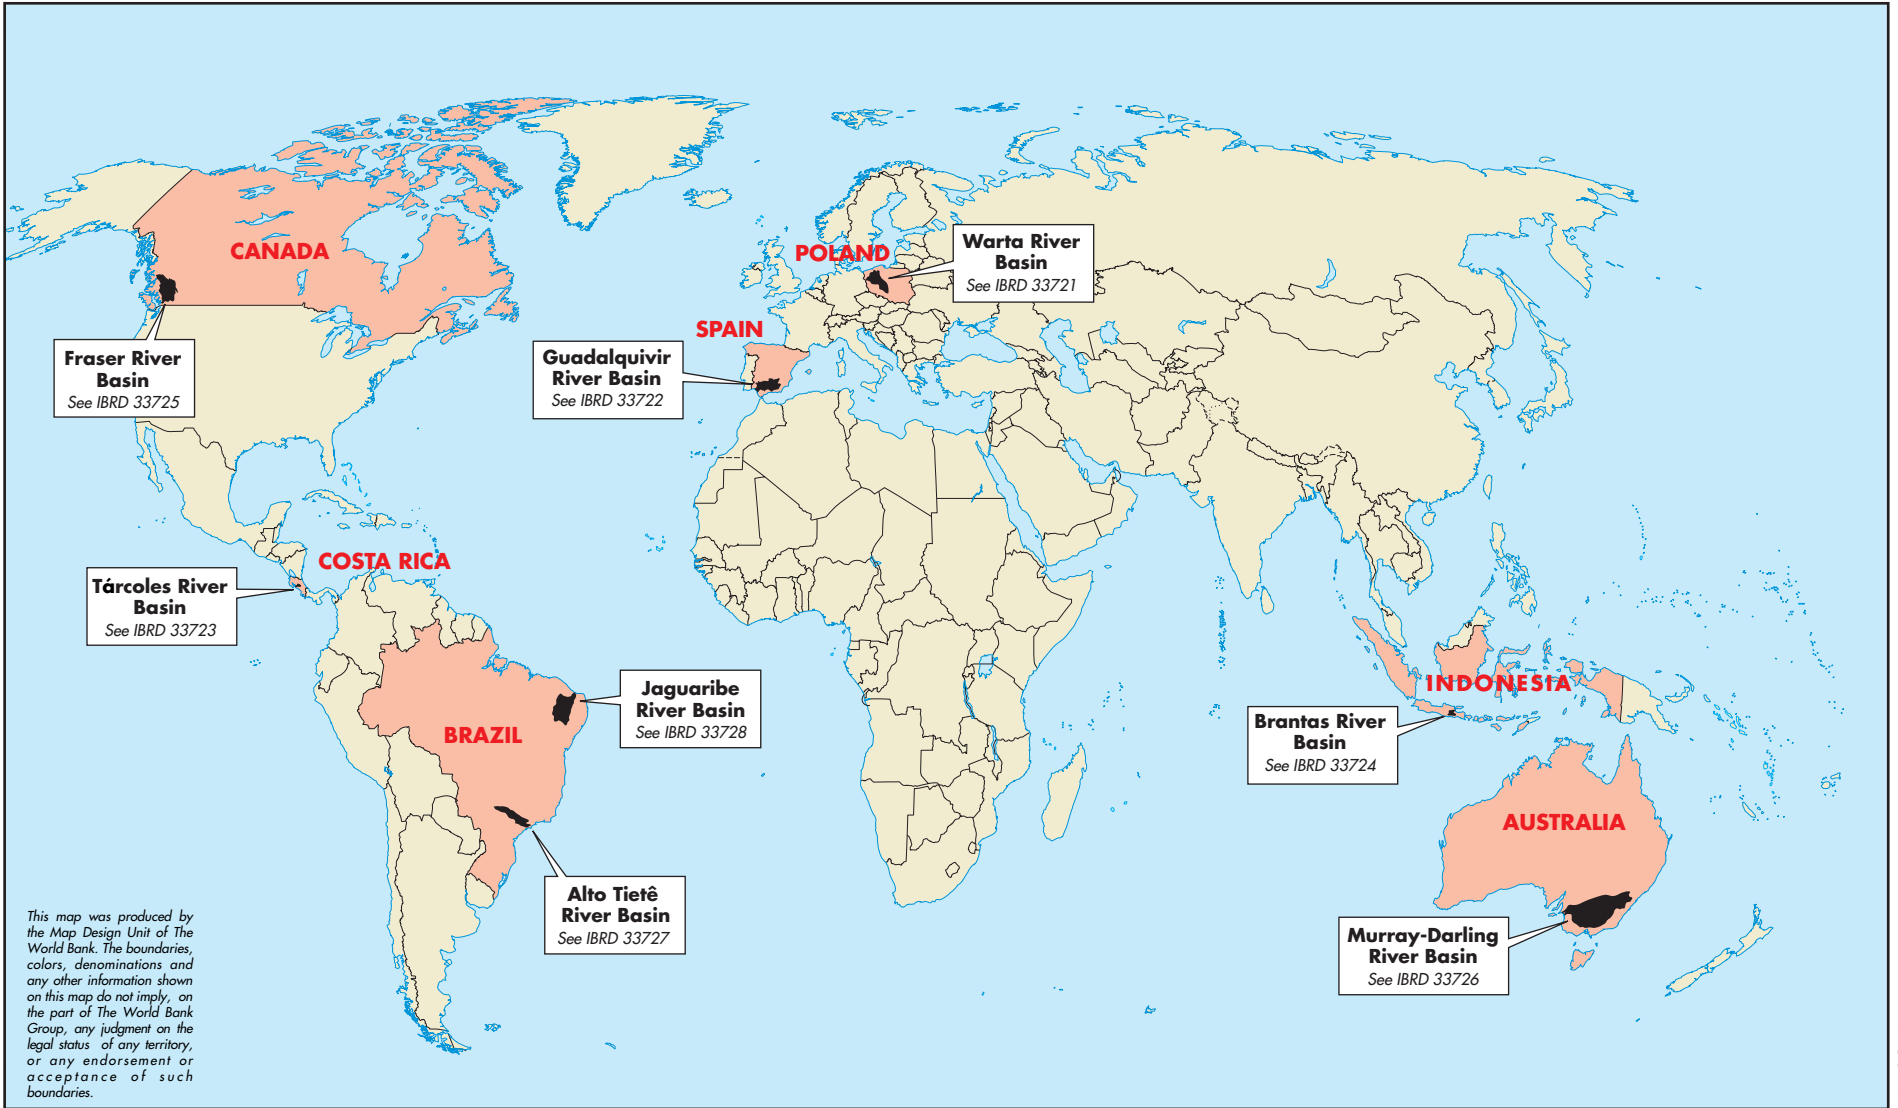 CANADA
POLAND
Warta River
Basin
See IBRD 33721
SPAIN
Fraser River
Basin
See IBRD 33725
Guadalquivir
River Basin
See IBRD 33722
COSTA RICA
Tárcoles River
Basin
See IBRD 33723
Jaguaribe
River Basin
See IBRD 33728
BRAZIL
INDONESIA
Brantas River
Basin
See IBRD 33724
AUSTRALIA
Alto Tietê
River Basin
See IBRD 33727
Murray-Darling
River Basin
See IBRD 33726
This map was produced by
the Map Design Unit of The
World Bank. The boundaries,
colors, denominations and
any other information shown
on this map do not imply, on
the part of The World Bank
Group, any judgment on the
legal status of any territory,
or any endorsement or
acceptance of such
boundaries.